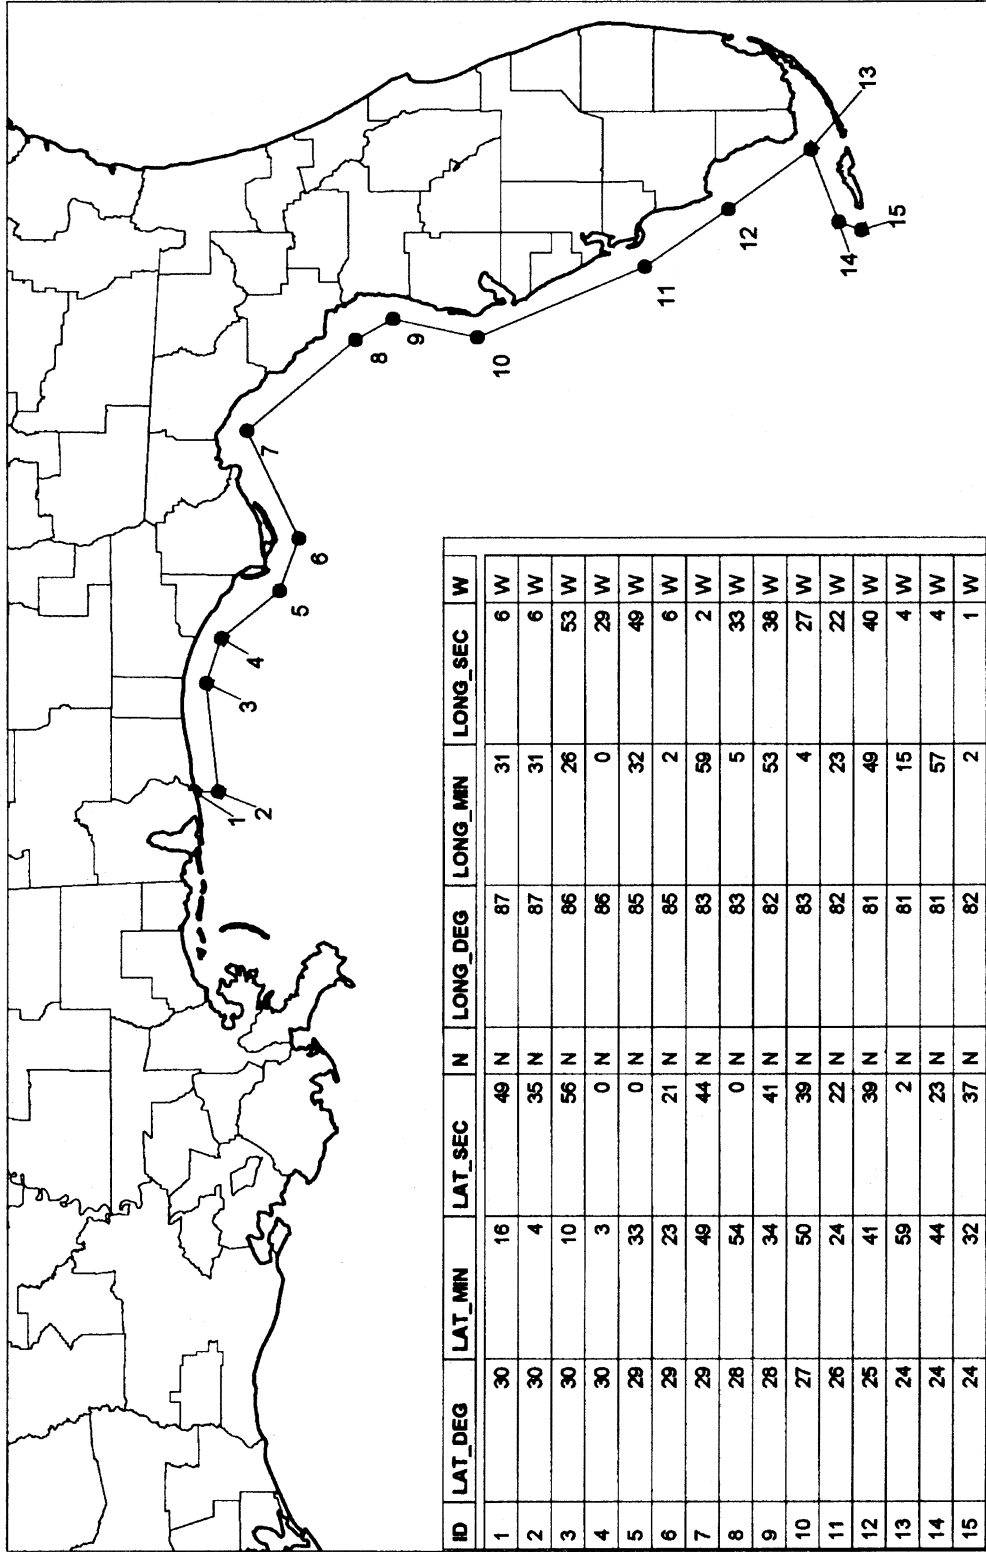 1
2
3
4
5
6
7
8
9
10
11
12
13
14
15
ID LAT_DEG LAT_MIN LAT_SEC N LONG_DEG LONG_MIN LONG_SEC W
1 30 16 49 N 87 31 6 W
2 30 4 35 N 87 31 6 W
3 30 10 56 N 86 26 53 W
4 30 3 0 N 86 0 29 W
5 29 33 0 N 85 32 49 W
6 29 23 21 N 85 2 6 W
7 29 49 44 N 83 59 2 W
8 28 54 0 N 83 5 33 W
9 28 34 41 N 82 53 38 W
10 27 50 39 N 83 4 27 W
11 26 24 22 N 82 23 22 W
12 25 41 39 N 81 49 40 W
13 24 59 2 N 81 15 4 W
14 24 44 23 N 81 57 4 W
15 24 32 37 N 82 2 1 W